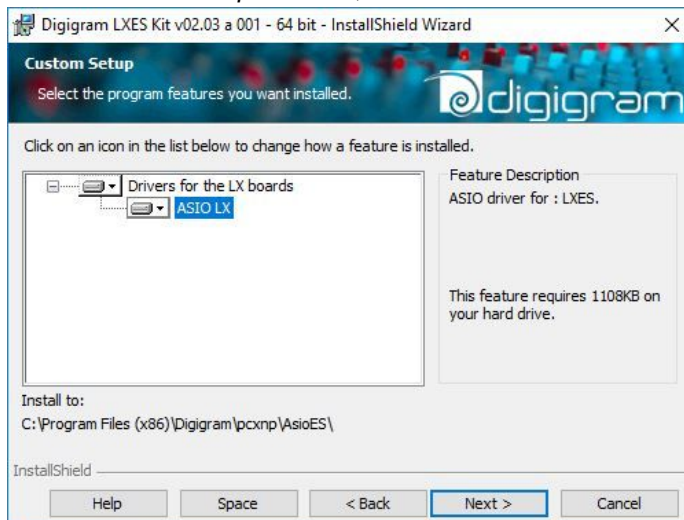 Digigram LXES Kit v02.03 a 001 - 64 bit - InstallShield Wizard
Custom Setup
Select the program features you want installed.
digigram
Click on an icon in the list below to change how a feature is installed.
Drivers for the LX boards
ASIO LX
Feature Description
ASIO driver for : LXES.
This feature requires 1108KB on
your hard drive.
Install to:
C:\Program Files (x86)\Digigram\pcxnp\AsioES\
InstallShield
Help
Space
< Back
Next >
Cancel